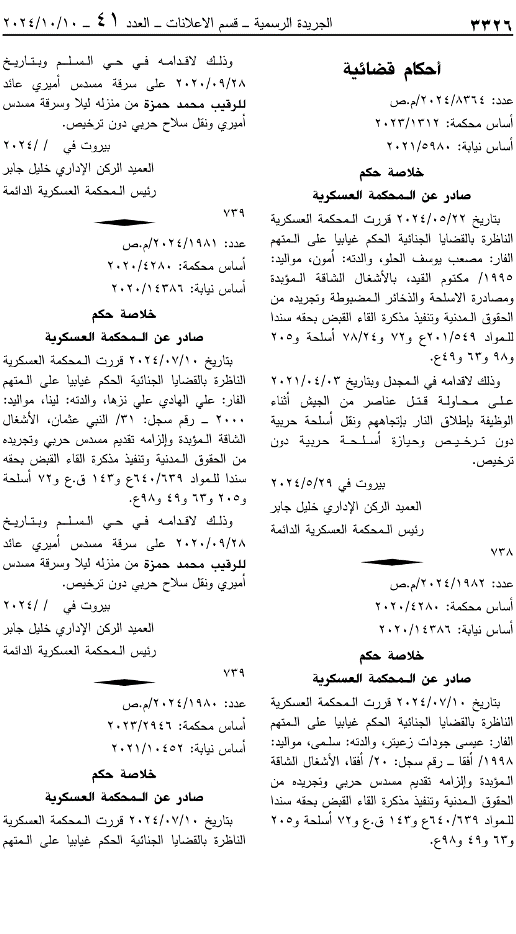 ٣٣٢٦
الجريدة الرسمية – قسم الاعلانات – العدد ٤١ – ٢٠٢٤/١٠/١٠
أحكام قضائية
عدد: ٢٠٢٤/٨٣٦٤/م.ص
أساس محكمة: ٢٠٢٣/١٣١٢
أساس نيابة: ٢٠٢١/٥٩٨٠
خلاصة حكم
صادر عن المحكمة العسكرية
بتاريخ ٢٠٢٤/٠٥/٢٢ قررت المحكمة العسكرية
الناظرة بالقضايا الجنائية الحكم غيابيا على المتهم
الفار: مصعب يوسف الحلو، والدته: أمون، مواليد:
١٩٩٥/ مكتوم القيد، بالأشغال الشاقة المؤبدة
ومصادرة الاسلحة والذخائر المضبوطة وتجريده من
الحقوق المدنية وتنفيذ مذكرة القاء القبض بحقه سندا
للمواد ٢٠١/٥٤٩ع و٧٢ و٧٨/٢٤ أسلحة و٢٠٥
و٩٨ و٦٣ و٤٩ع.
وذلك لاقدامه في المجدل وبتاريخ ٢٠٢١/٠٤/٠٣
على محاولة قتل عناصر من الجيش أثناء
الوظيفة بإطلاق النار بإتجاههم ونقل أسلحة حربية
دون ترخيص وحيازة أسلحة حربية دون
ترخيص.
بيروت في ٢٠٢٤/٥/٢٩
العميد الركن الإداري خليل جابر
رئيس المحكمة العسكرية الدائمة
٧٣٨
عدد: ٢٠٢٤/١٩٨٢/م.ص
أساس محكمة: ٢٠٢٠/٤٢٨٠
أساس نيابة: ٢٠٢٠/١٤٣٨٦
خلاصة حكم
صادر عن المحكمة العسكرية
بتاريخ ٢٠٢٤/٠٧/١٠ قررت المحكمة العسكرية
الناظرة بالقضايا الجنائية الحكم غيابيا على المتهم
الفار: عيسى جودات زعيتر، والدته: سلمى، مواليد:
١٩٩٨/ أفقا – رقم سجل: ٢٠/ أفقا، الأشغال الشاقة
المؤبدة وإلزامه تقديم مسدس حربي وتجريده من
الحقوق المدنية وتنفيذ مذكرة القاء القبض بحقه سندا
للمواد ٦٤٠/٦٣٩ع و١٤٣ ق.ع و٧٢ أسلحة و٢٠٥
و٦٣ و٤٩ و٩٨ع.
وذلك لاقدامه في حي السلم وبتاريخ
٢٠٢٠/٠٩/٢٨ على سرقة مسدس أميري عائد
للرقيب محمد حمزة من منزله ليلا وسرقة مسدس
أميري ونقل سلاح حربي دون ترخيص.
بيروت في / /٢٠٢٤
العميد الركن الإداري خليل جابر
رئيس المحكمة العسكرية الدائمة
٧٣٩
عدد: ٢٠٢٤/١٩٨١/م.ص
أساس محكمة: ٢٠٢٠/٤٢٨٠
أساس نيابة: ٢٠٢٠/١٤٣٨٦
خلاصة حكم
صادر عن المحكمة العسكرية
بتاريخ ٢٠٢٤/٠٧/١٠ قررت المحكمة العسكرية
الناظرة بالقضايا الجنائية الحكم غيابيا على المتهم
الفار: علي الهادي علي نزها، والدته: لينا، مواليد:
٢٠٠٠ – رقم سجل: ٣١/ النبي عثمان، الأشغال
الشاقة المؤبدة وإلزامه تقديم مسدس حربي وتجريده
من الحقوق المدنية وتنفيذ مذكرة القاء القبض بحقه
سندا للمواد ٦٤٠/٦٣٩ع و١٤٣ ق.ع و٧٢ أسلحة
و٢٠٥ و٦٣ و٤٩ و٩٨ع.
وذلك لاقدامه في حي السلم وبتاريخ
٢٠٢٠/٠٩/٢٨ على سرقة مسدس أميري عائد
للرقيب محمد حمزة من منزله ليلا وسرقة مسدس
أميري ونقل سلاح حربي دون ترخيص.
بيروت في / /٢٠٢٤
العميد الركن الإداري خليل جابر
رئيس المحكمة العسكرية الدائمة
٧٣٩
عدد: ٢٠٢٤/١٩٨٠/م.ص
أساس محكمة: ٢٠٢٣/٢٩٤٦
أساس نيابة: ٢٠٢١/١٠٤٥٢
خلاصة حكم
صادر عن المحكمة العسكرية
بتاريخ ٢٠٢٤/٠٧/١٠ قررت المحكمة العسكرية
الناظرة بالقضايا الجنائية الحكم غيابيا على المتهم